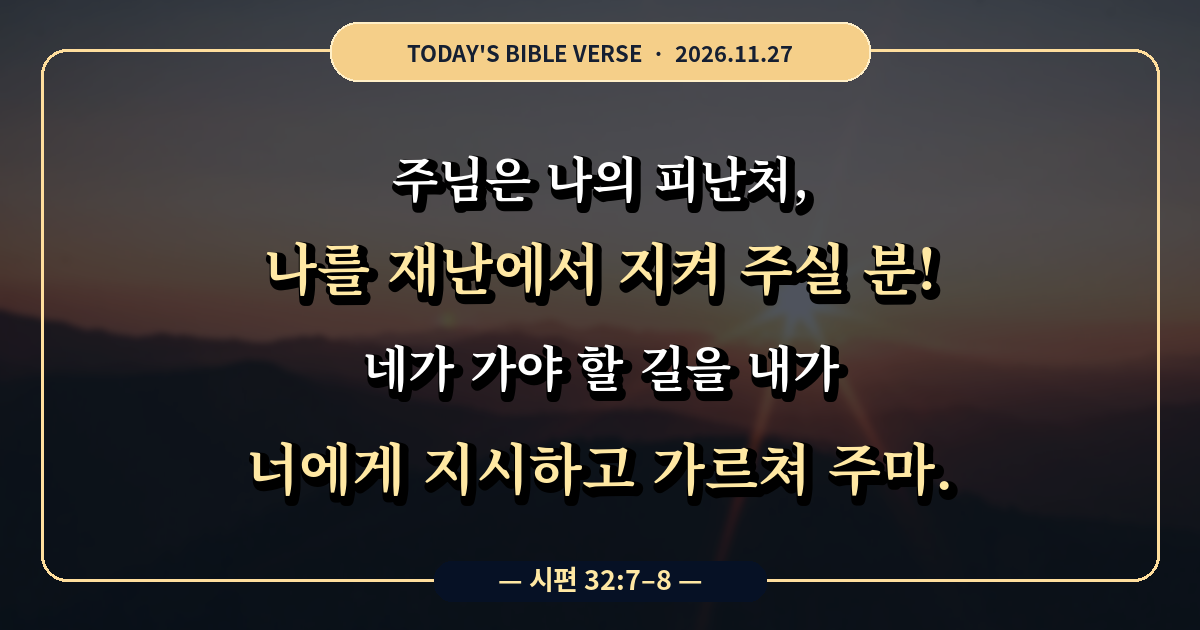 TODAY'S BIBLE VERSE · 2026.11.27
주님은 나의 피난처,
나를 재난에서 지켜 주실 분!
네가 가야 할 길을 내가
너에게 지시하고 가르쳐 주마.
— 시편 32:7–8 —